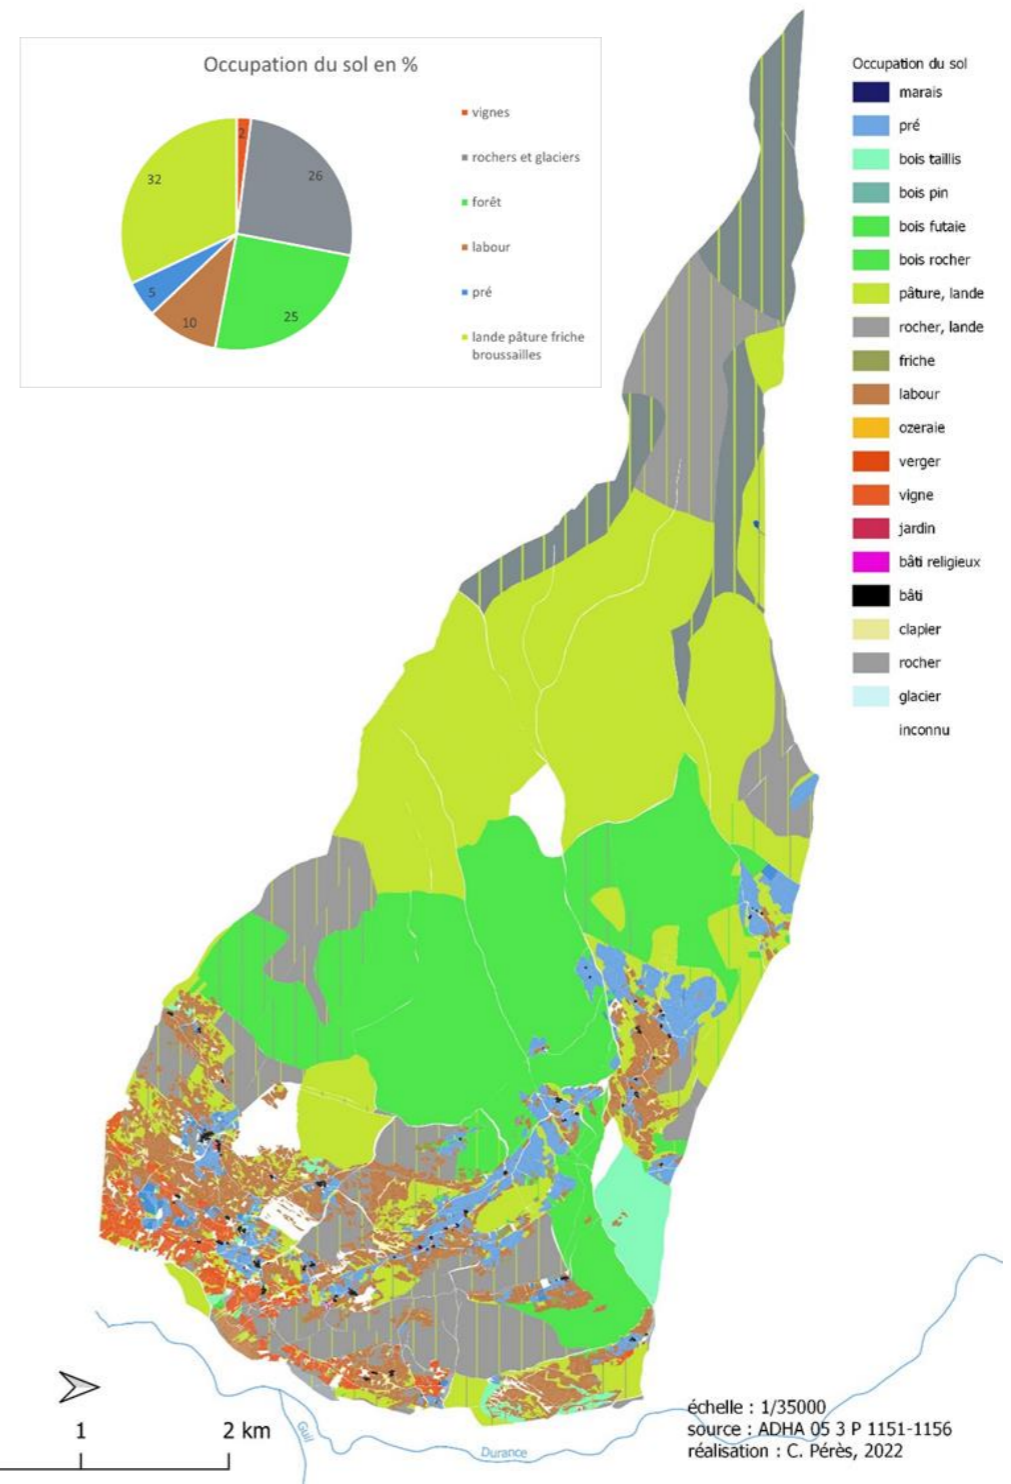 Occupation du sol en %
vignes
rochers et glaciers
forêt
labour
pré
lande pâture friche
broussailles
2
26
25
10
5
32
Occupation du sol
marais
pré
bois taillis
bois pin
bois futaie
bois rocher
pâture, lande
rocher, lande
friche
labour
ozeraie
verger
vigne
jardin
bâti religieux
bâti
clapier
rocher
glacier
inconnu
1
2 km
Guil
Durance
échelle : 1/35000
source : ADHA 05 3 P 1151-1156
réalisation : C. Pérès, 2022